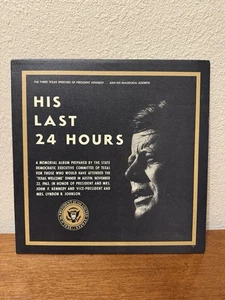 THE THREE TEXAS SPEECHES OF PRESIDENT KENNEDY AND HIS INAUGURAL ADDRESS
HIS
LAST
24 HOURS
A MEMORIAL ALBUM PREPARED BY THE STATE
DEMOCRATIC EXECUTIVE COMMITTEE OF TEXAS
FOR THOSE WHO WOULD HAVE ATTENDED THE
"TEXAS WELCOME" DINNER IN AUSTIN, NOVEMBER
22, 1963, IN HONOR OF PRESIDENT AND MRS.
JOHN F. KENNEDY AND VICE-PRESIDENT AND
MRS. LYNDON B. JOHNSON